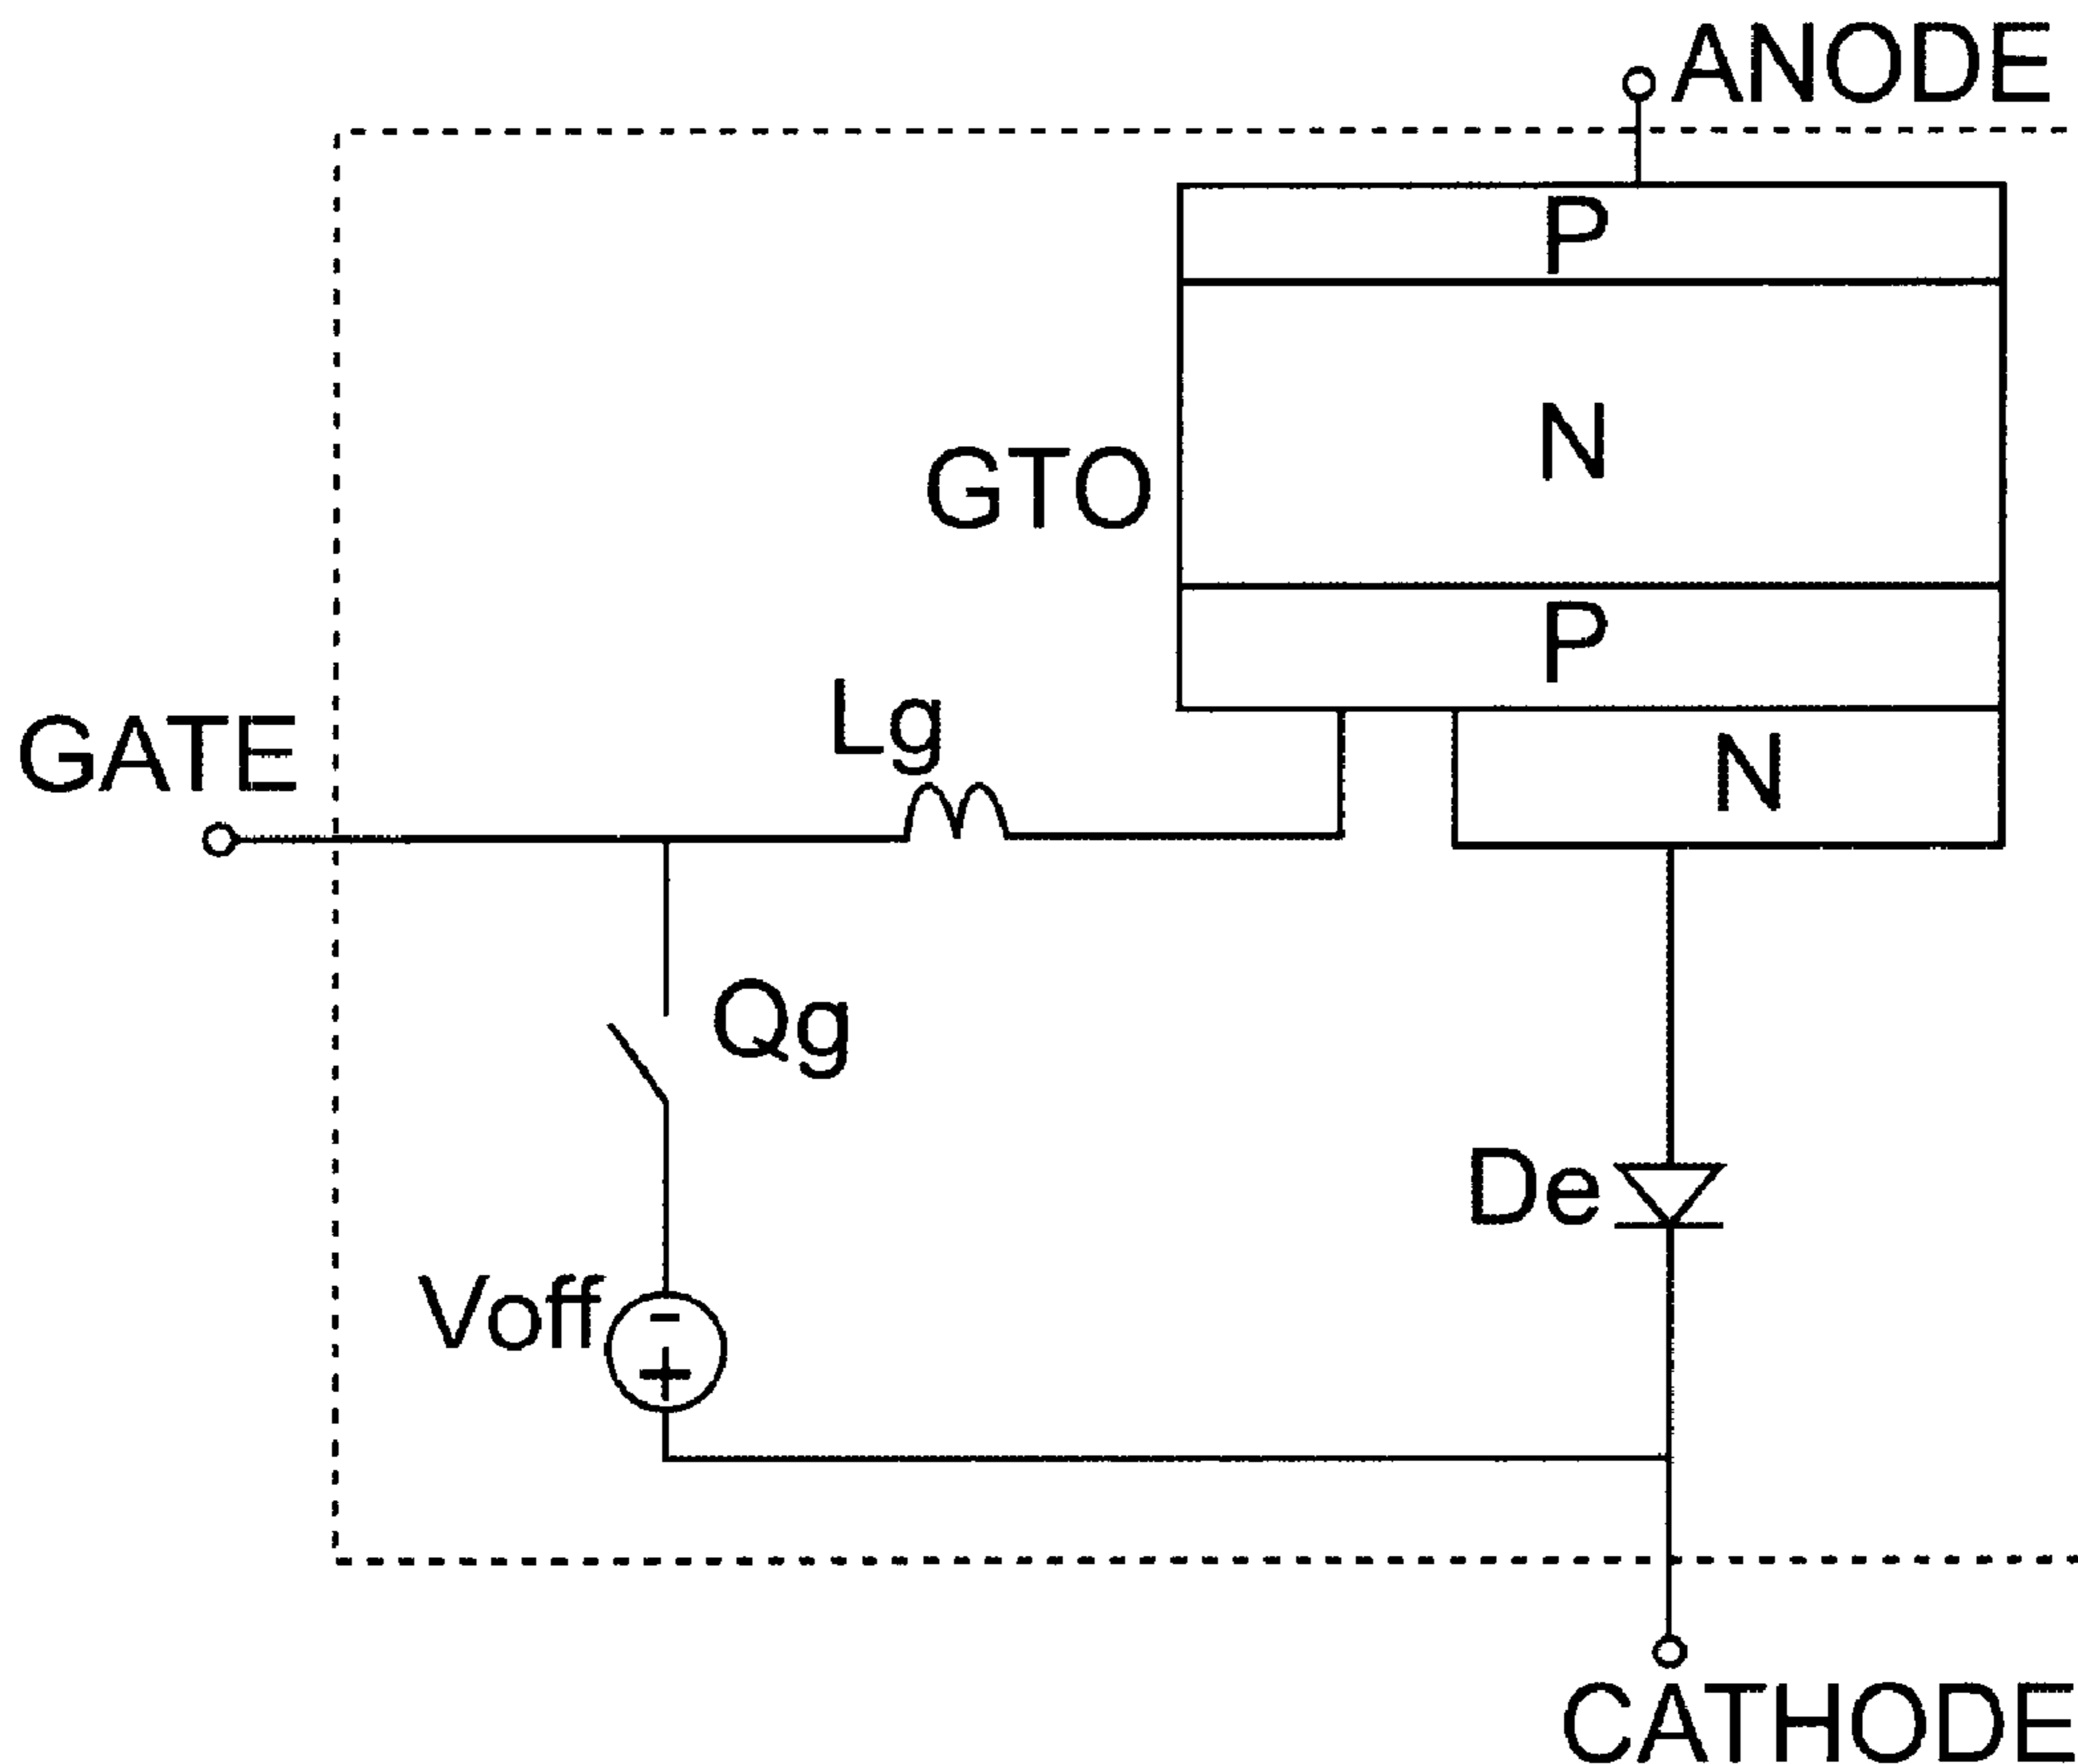 ANODE
P
N
GTO
P
Lg
GATE
N
Qg
De
Voff
-
+
CATHODE